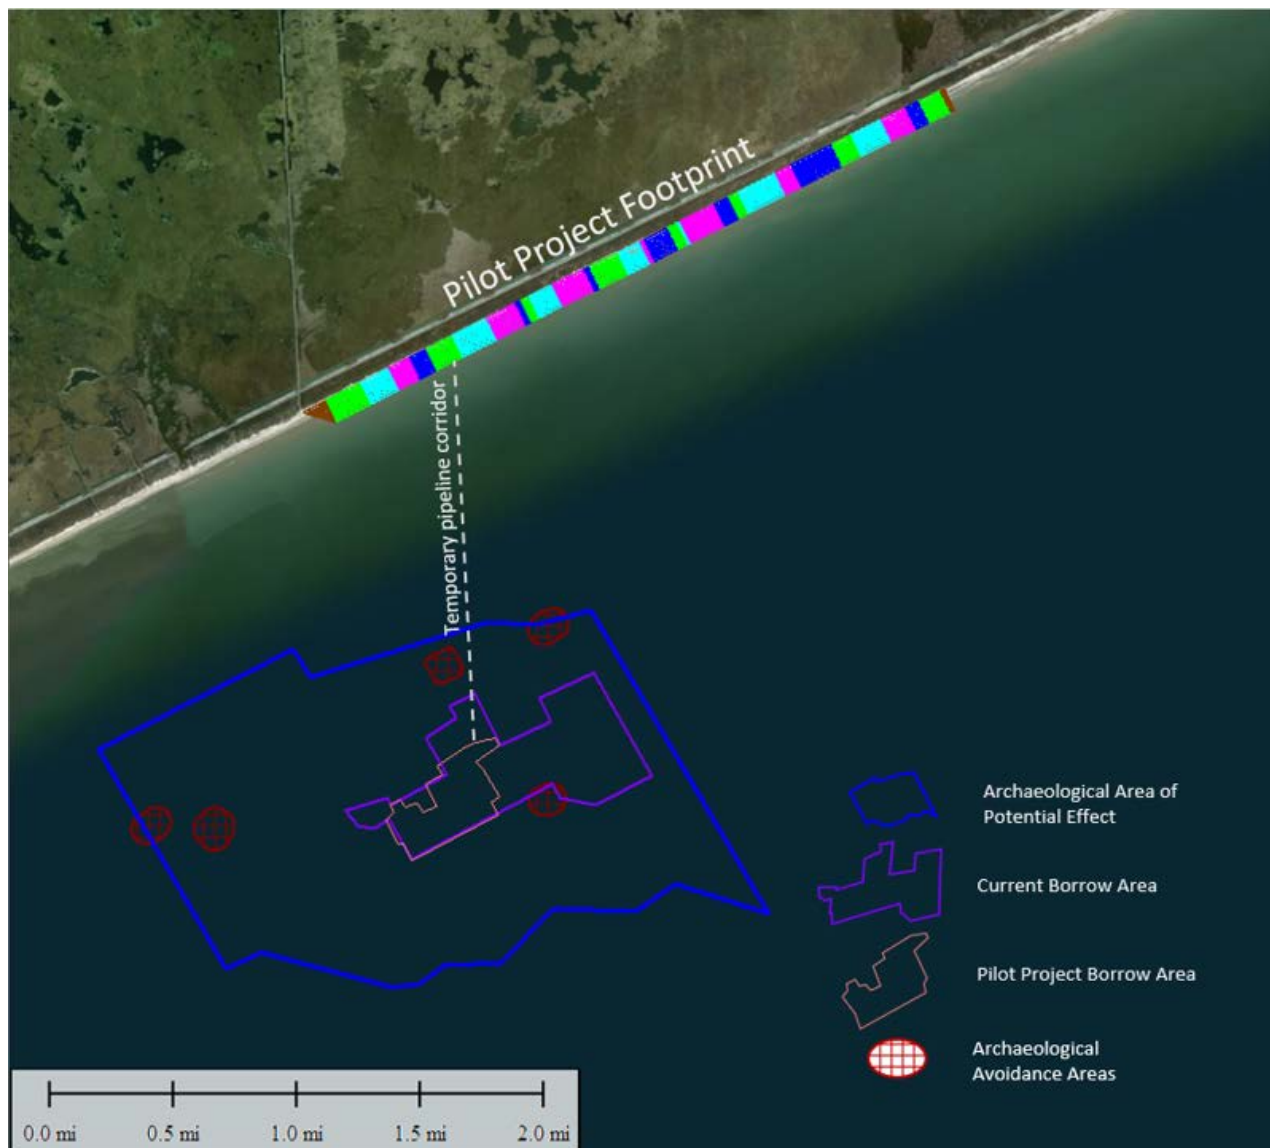 Pilot Project Footprint
Temporary pipeline corridor
Archaeological Area of
Potential Effect
Current Borrow Area
Pilot Project Borrow Area
Archaeological
Avoidance Areas
0.0 mi 0.5 mi 1.0 mi 1.5 mi 2.0 mi